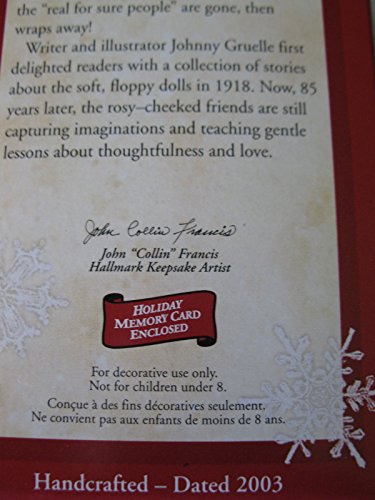 the “real for sure people” are gone, then
wraps away!
Writer and illustrator Johnny Gruelle first
delighted readers with a collection of stories
about the soft, floppy dolls in 1918. Now, 85
years later, the rosy–cheeked friends are still
capturing imaginations and teaching gentle
lessons about thoughtfulness and love.
John Collin Francis
John “Collin” Francis
Hallmark Keepsake Artist
HOLIDAY
MEMORY CARD
ENCLOSED
For decorative use only.
Not for children under 8.
Conçue à des fins décoratives seulement.
Ne convient pas aux enfants de moins de 8 ans.
Handcrafted – Dated 2003